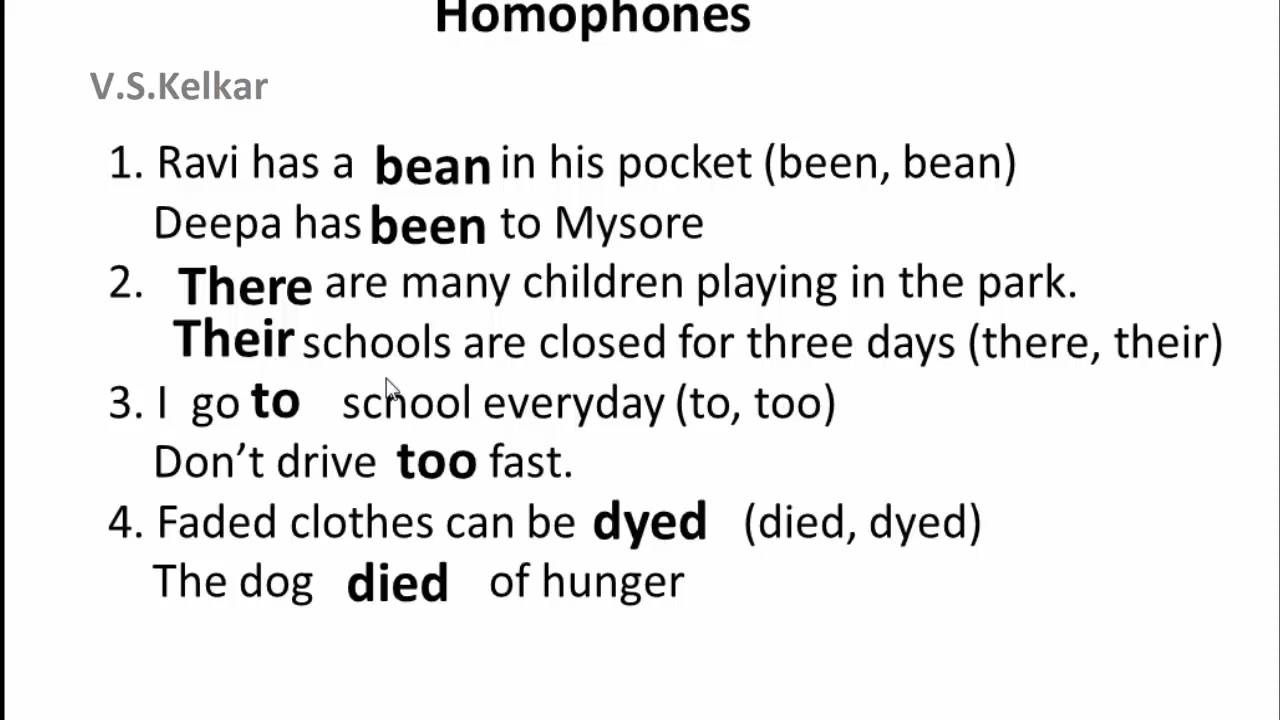 Homophones
V.S.Kelkar
1. Ravi has a bean in his pocket (been, bean)
Deepa has been to Mysore
2. There are many children playing in the park.
Their schools are closed for three days (there, their)
3. I go to school everyday (to, too)
Don’t drive too fast.
4. Faded clothes can be dyed (died, dyed)
The dog died of hunger